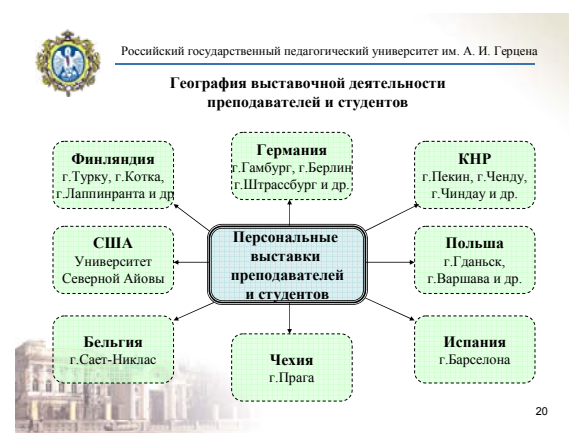 Российский государственный педагогический университет им. А. И. Герцена
География выставочной деятельности
преподавателей и студентов
Финляндия
г.Турку, г.Котка,
г.Лаппинранта и др
Германия
г.Гамбург, г.Берлин
г.Штрассбург и др.
КНР
г.Пекин, г.Ченду,
г.Чиндау и др.
США
Университет
Северной Айовы
Персональные
выставки
преподавателей
и студентов
Польша
г.Гданьск,
г.Варшава и др.
Бельгия
г.Сает-Никлас
Чехия
г.Прага
Испания
г.Барселона
20